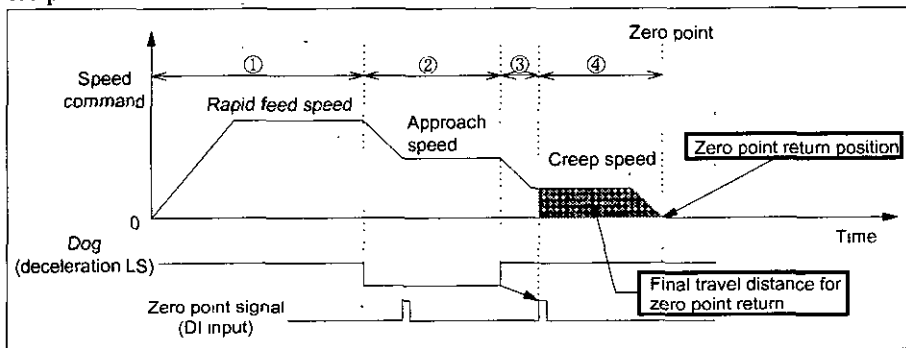 Zero point
① ② ③ ④
Speed
command
Rapid feed speed
Approach
speed
Creep speed
Zero point return position
0
Time
Dog
(deceleration LS)
Final travel distance for
zero point return
Zero point signal
(DI input)